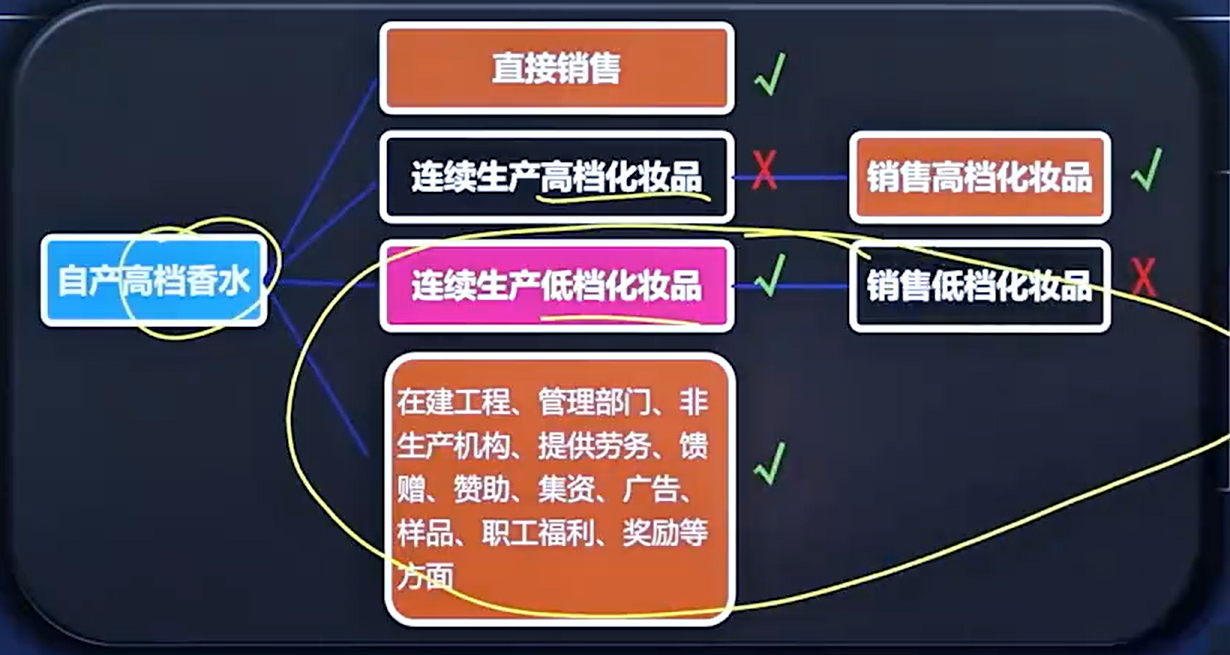 直接销售
连续生产高档化妆品
销售高档化妆品
自产高档香水
连续生产低档化妆品
销售低档化妆品
在建工程、管理部门、非
生产机构、提供劳务、馈
赠、赞助、集资、广告、
样品、职工福利、奖励等
方面